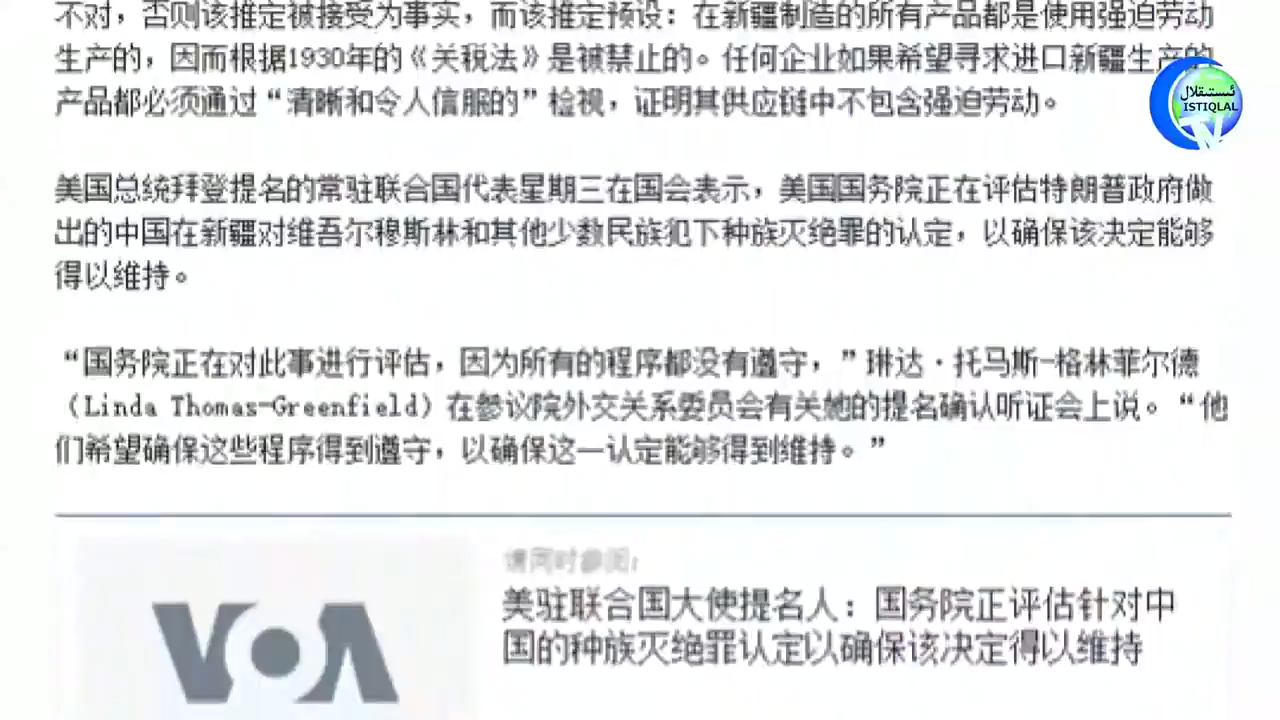 不对，否则该推定被接受为事实，而该推定预设：在新疆制造的所有产品都是使用强迫劳动
生产的，因而根据1930年的《关税法》是被禁止的。任何企业如果希望寻求进口新疆生产的
产品都必须通过“清晰和令人信服的”检视，证明其供应链中不包含强迫劳动。
ئىستىقلال
ISTIQLAL
TV
美国总统拜登提名的常驻联合国代表星期三在国会表示，美国国务院正在评估特朗普政府做
出的中国在新疆对维吾尔穆斯林和其他少数民族犯下种族灭绝罪的认定，以确保该决定能够
得以维持。
“国务院正在对此事进行评估，因为所有的程序都没有遵守，”琳达·托马斯-格林菲尔德
（Linda Thomas-Greenfield）在参议院外交关系委员会有关她的提名确认听证会上说。“他
们希望确保这些程序得到遵守，以确保这一认定能够得到维持。”
请同时参阅：
美驻联合国大使提名人：国务院正评估针对中
国的种族灭绝罪认定以确保该决定得以维持
VOA